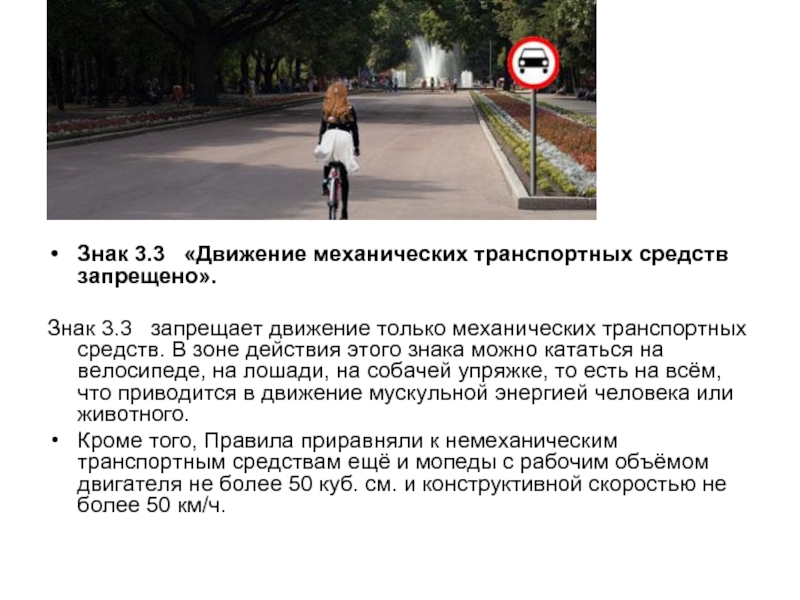 • Знак 3.3 «Движение механических транспортных средств
запрещено».
Знак 3.3 запрещает движение только механических транспортных
средств. В зоне действия этого знака можно кататься на
велосипеде, на лошади, на собачей упряжке, то есть на всём,
что приводится в движение мускульной энергией человека или
животного.
• Кроме того, Правила приравняли к немеханическим
транспортным средствам ещё и мопеды с рабочим объёмом
двигателя не более 50 куб. см. и конструктивной скоростью не
более 50 км/ч.